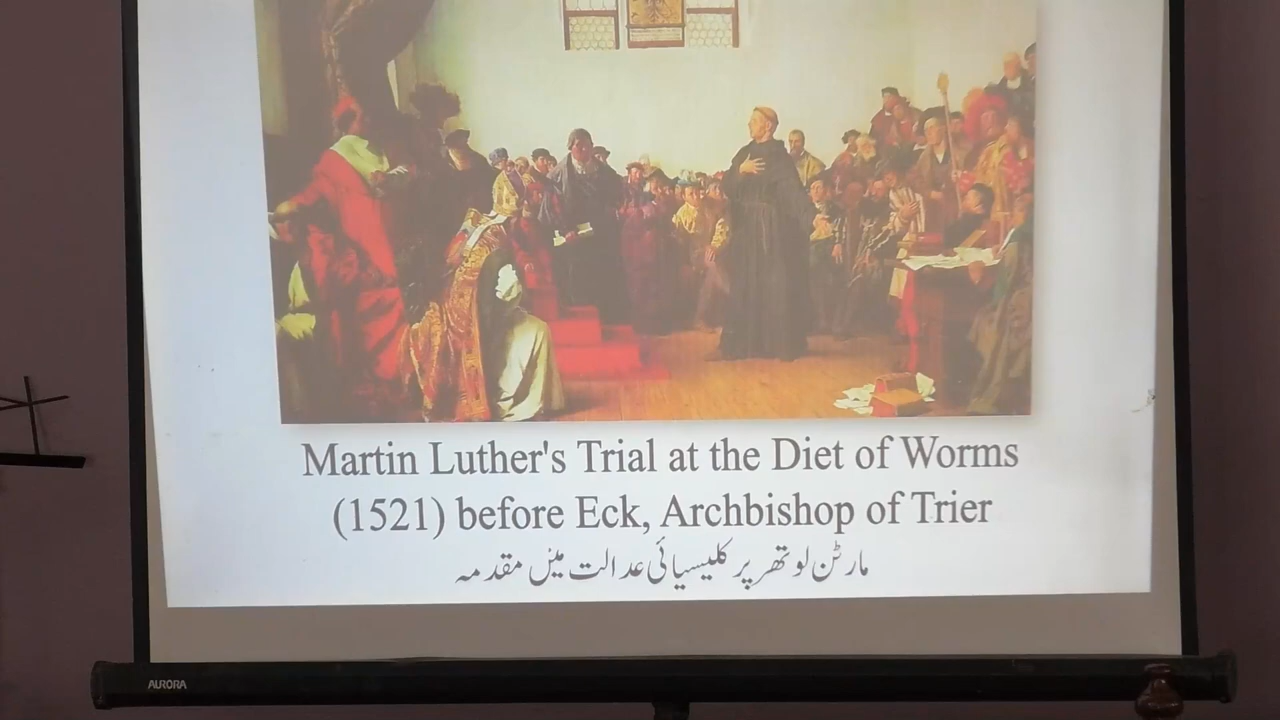 Martin Luther's Trial at the Diet of Worms
(1521) before Eck, Archbishop of Trier
مارٹن لوتھر پر کلیسیائی عدالت میں مقدمہ
AURORA